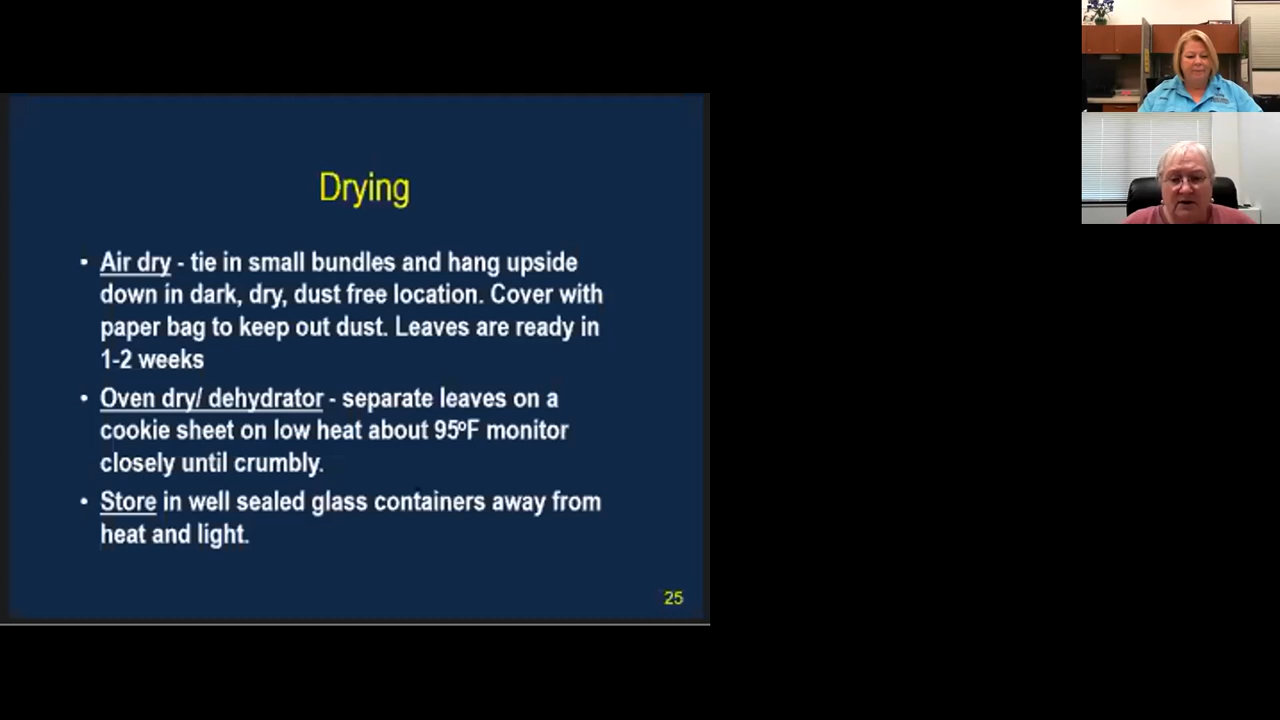 Drying
• Air dry - tie in small bundles and hang upside
down in dark, dry, dust free location. Cover with
paper bag to keep out dust. Leaves are ready in
1-2 weeks
• Oven dry/ dehydrator - separate leaves on a
cookie sheet on low heat about 95ºF monitor
closely until crumbly.
• Store in well sealed glass containers away from
heat and light.
25